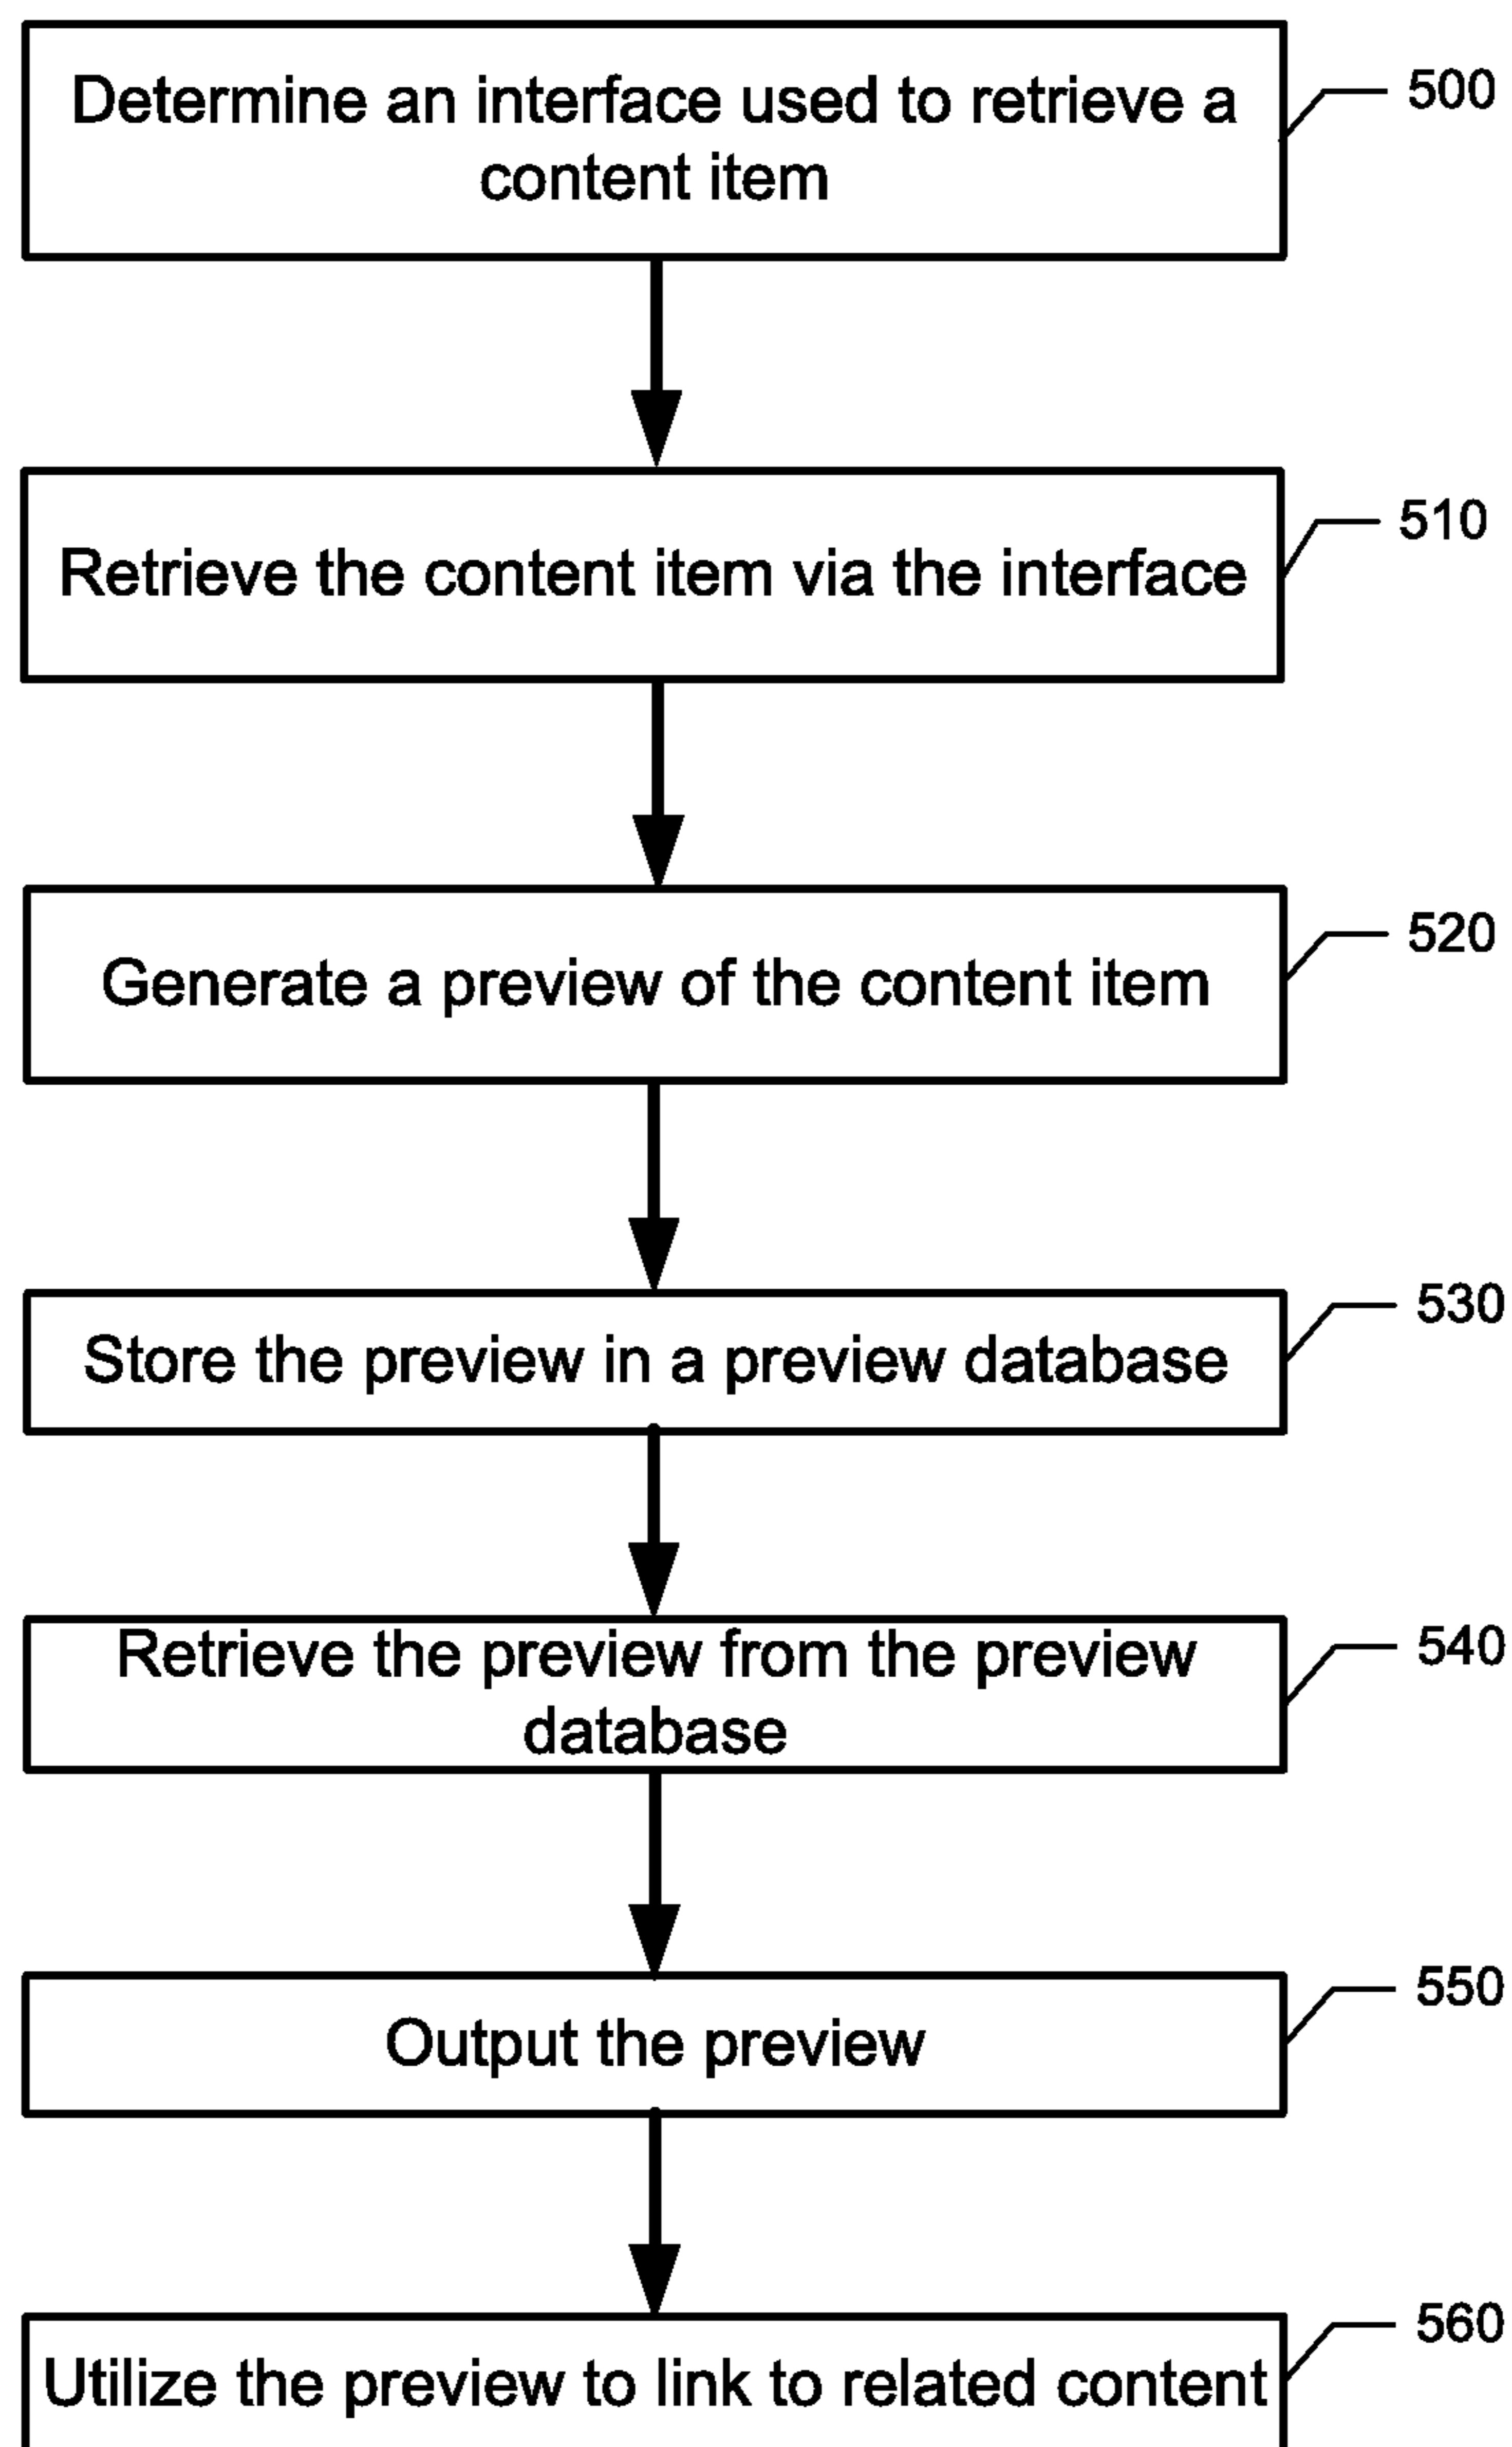 Determine an interface used to retrieve a
content item
500
Retrieve the content item via the interface
510
Generate a preview of the content item
520
Store the preview in a preview database
530
Retrieve the preview from the preview
database
540
Output the preview
550
Utilize the preview to link to related content
560